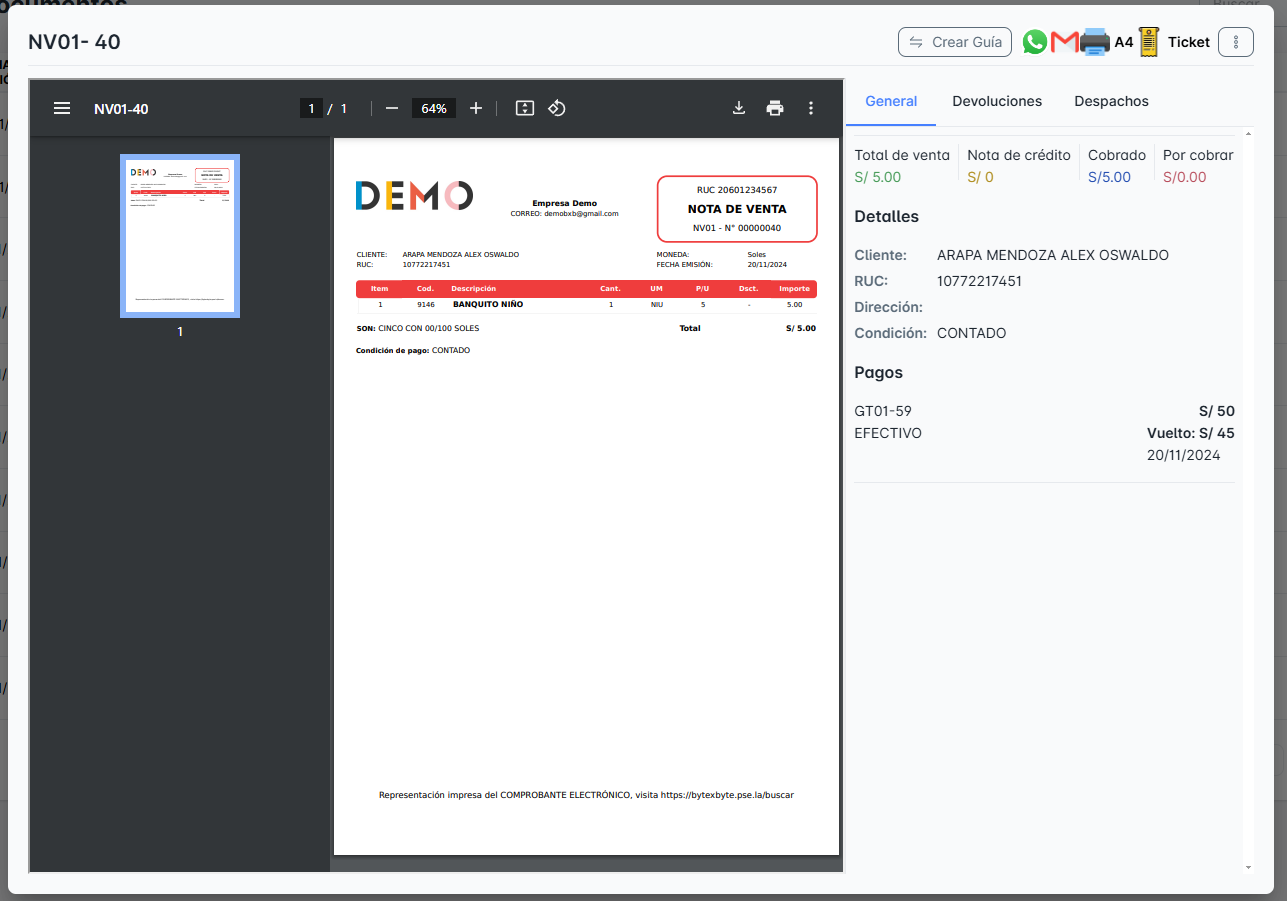 NV01- 40
Crear Guía
A4
Ticket
NV01-40
1 / 1
64%
1
DEMO
Empresa Demo
CORREO: demobxb@gmail.com
RUC 20601234567
NOTA DE VENTA
NV01 - N° 00000040
CLIENTE: ARAPA MENDOZA ALEX OSWALDO
RUC: 10772217451
MONEDA: Soles
FECHA EMISIÓN: 20/11/2024
Item Cod. Descripción Cant. UM P/U Dsct. Importe
1 9146 BANQUITO NIÑO 1 NIU 5 - 5.00
SON: CINCO CON 00/100 SOLES Total S/ 5.00
Condición de pago: CONTADO
Representación impresa del COMPROBANTE ELECTRÓNICO, visita https://bytexbyte.pse.la/buscar
General Devoluciones Despachos
Total de venta Nota de crédito Cobrado Por cobrar
S/ 5.00 S/ 0 S/5.00 S/0.00
Detalles
Cliente: ARAPA MENDOZA ALEX OSWALDO
RUC: 10772217451
Dirección:
Condición: CONTADO
Pagos
GT01-59 S/ 50
EFECTIVO Vuelto: S/ 45
20/11/2024